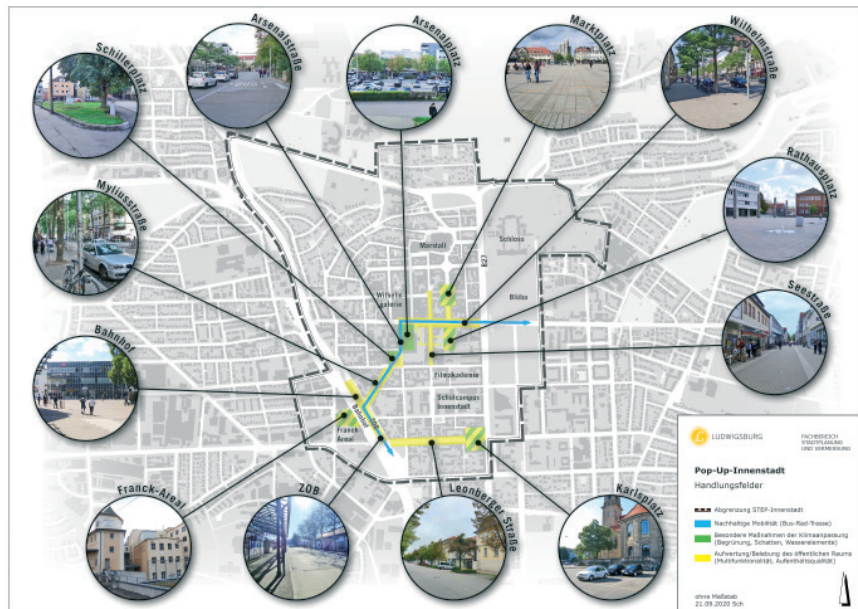 Schillerplatz
Arsenalstraße
Arsenalplatz
Marktplatz
Wilhelmstraße
Myliusstraße
Rathausplatz
Marstall
Schloss
B27
Wilhelm
galerie
Blüba
Seestraße
Bahnhof
Filmakademie
Schulcampus
Innenstadt
Bahnhof
ZOB
Franck
Areal
Franck-Areal
ZOB
Leonberger Straße
Karlsplatz
LUDWIGSBURG
FACHBEREICH
STADTPLANUNG
UND VERMESSUNG
Pop-Up-Innenstadt
Handlungsfelder
Abgrenzung STEP-Innenstadt
Nachhaltige Mobilität (Bus-Rad-Trasse)
Besondere Maßnahmen der Klimaanpassung
(Begrünung, Schatten, Wasserelemente)
Aufwertung/Belebung des öffentlichen Raums
(Multifunktionalität, Aufenthaltsqualität)
ohne Maßstab
21.09.2020 Sch